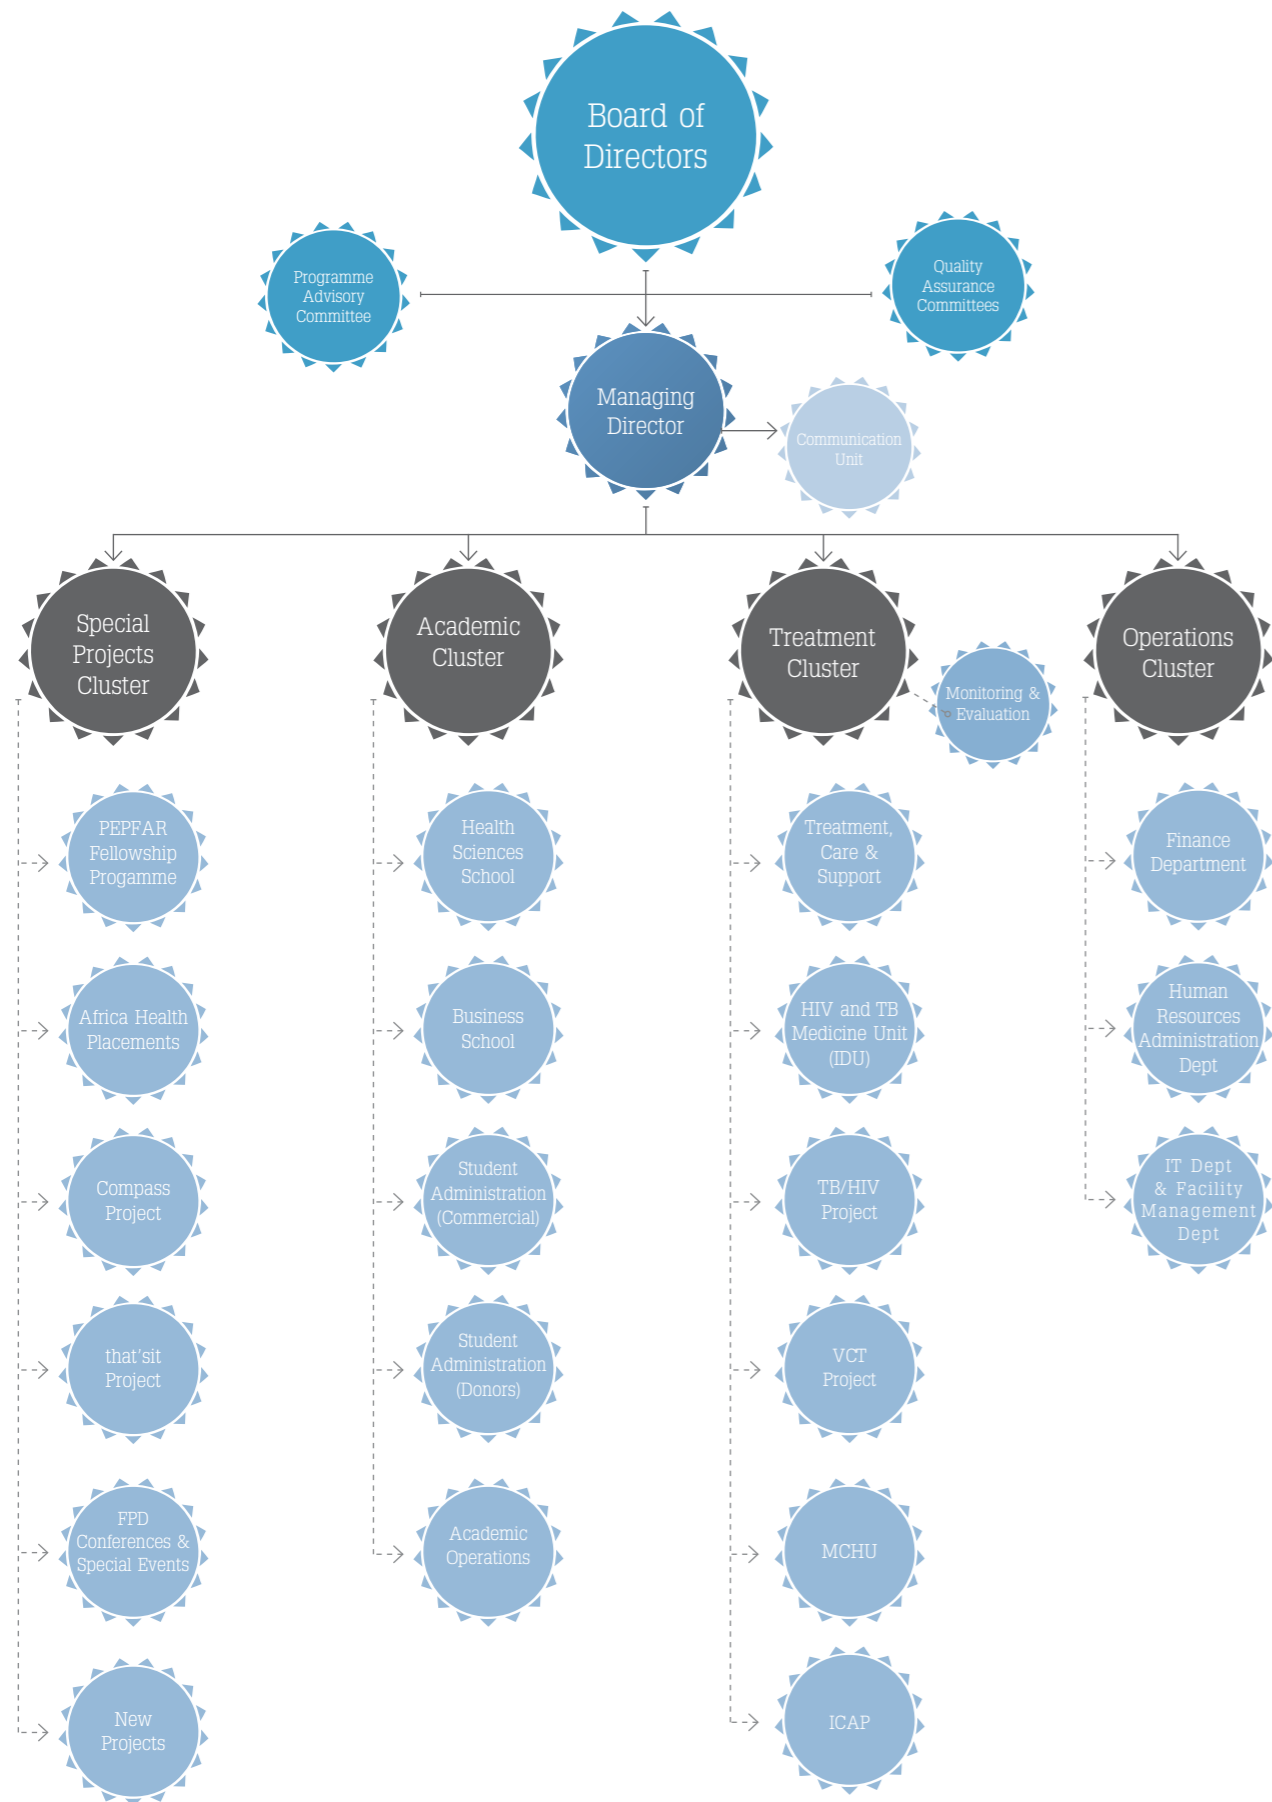 Board of
Directors
Programme
Advisory
Committee
Quality
Assurance
Committees
Managing
Director
Communication
Unit
Special
Projects
Cluster
Academic
Cluster
Treatment
Cluster
Monitoring &
Evaluation
Operations
Cluster
PEPFAR
Fellowship
Progamme
Africa Health
Placements
Compass
Project
that'sit
Project
FPD
Conferences &
Special Events
New
Projects
Health
Sciences
School
Business
School
Student
Administration
(Commercial)
Student
Administration
(Donors)
Academic
Operations
Treatment,
Care &
Support
HIV and TB
Medicine Unit
(IDU)
TB/HIV
Project
VCT
Project
MCHU
ICAP
Finance
Department
Human
Resources
Administration
Dept
IT Dept
& Facility
Management
Dept